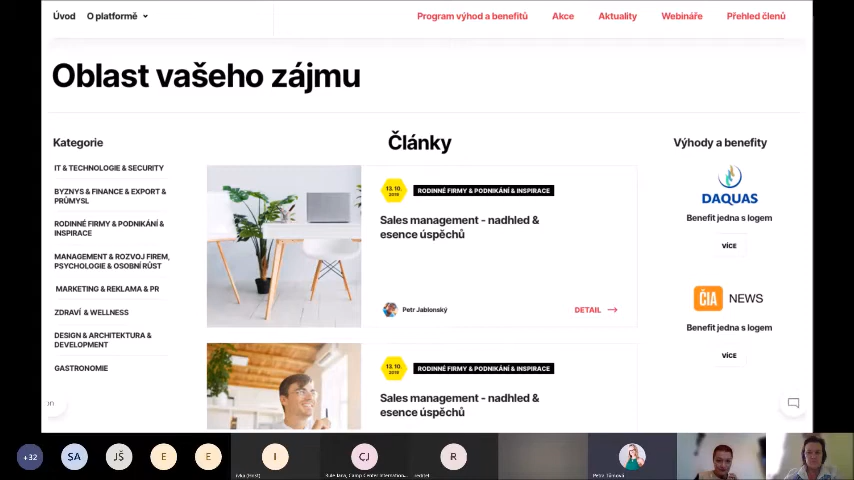 Úvod
O platformě
Program výhod a benefitů
Akce
Aktuality
Webináře
Přehled členů
Oblast vašeho zájmu
Kategorie
IT & TECHNOLOGIE & SECURITY
BYZNYS & FINANCE & EXPORT &
PRŮMYSL
RODINNÉ FIRMY & PODNIKÁNÍ &
INSPIRACE
MANAGEMENT & ROZVOJ FIREM,
PSYCHOLOGIE & OSOBNÍ RŮST
MARKETING & REKLAMA & PR
ZDRAVÍ & WELLNESS
DESIGN & ARCHITEKTURA &
DEVELOPMENT
GASTRONOMIE
Články
13. 10.
2019
RODINNÉ FIRMY & PODNIKÁNÍ & INSPIRACE
Sales management - nadhled &
esence úspěchů
Petr Jablonský
DETAIL
13. 10.
2019
RODINNÉ FIRMY & PODNIKÁNÍ & INSPIRACE
Sales management - nadhled &
esence úspěchů
Výhody a benefity
DAQUAS
Benefit jedna s logem
VÍCE
ČIA NEWS
Benefit jedna s logem
VÍCE
on
+32
SA
JŠ
E
E
I
CJ
R